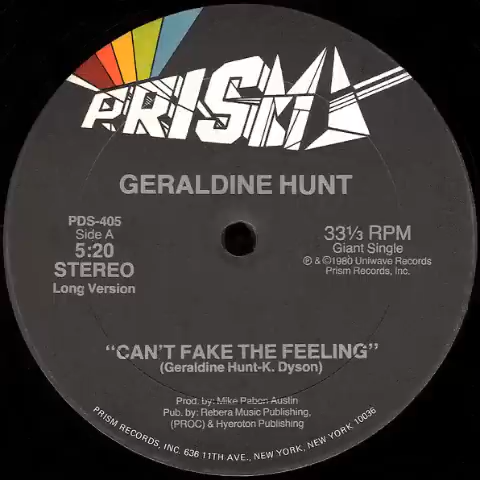 PRISM
GERALDINE HUNT
PDS-405
Side A
5:20
STEREO
Long Version
33⅓ RPM
Giant Single
℗ & ©1980 Uniwave Records
Prism Records, Inc.
"CAN'T FAKE THE FEELING"
(Geraldine Hunt-K. Dyson)
Prod. by: Mike Pabon Austin
Pub. by: Rebera Music Publishing,
(PROC) & Hyeroton Publishing
PRISM RECORDS, INC. 636 11TH AVE., NEW YORK, NEW YORK 10036